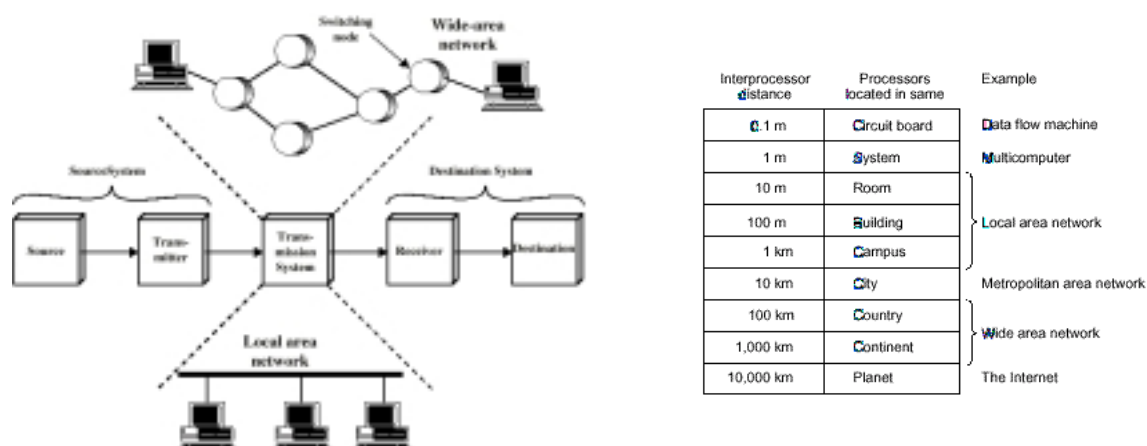 Switching
node
Wide-area
network
Source System
Destination System
Source
Trans-
mitter
Trans-
mission
System
Receiver
Destination
Local area
network
Interprocessor
distance
Processors
located in same
Example
0.1 m Circuit board Data flow machine
1 m System Multicomputer
10 m Room
100 m Building Local area network
1 km Campus
10 km City Metropolitan area network
100 km Country
Wide area network
1,000 km Continent
10,000 km Planet The Internet